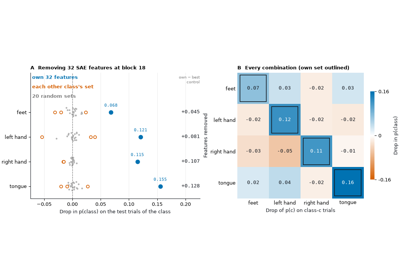 A Removing 32 SAE features at block 18
own 32 features
each other class's set
20 random sets
own − best
control
feet
left hand
right hand
tongue
0.068
0.121
0.115
0.155
+0.045
+0.081
+0.107
+0.128
−0.05
0.00
0.05
0.10
0.15
0.20
Drop in p(class) on the test trials of the class
B Every combination (own set outlined)
Features removed
feet
left hand
right hand
tongue
0.07 0.03 -0.02 0.03
-0.02 0.12 -0.02 -0.02
-0.03 -0.05 0.11 -0.01
0.02 0.04 -0.02 0.16
feet
left hand
right hand
tongue
Drop of p(c) on class-c trials
0.16
0
−0.16
Drop in p(class)